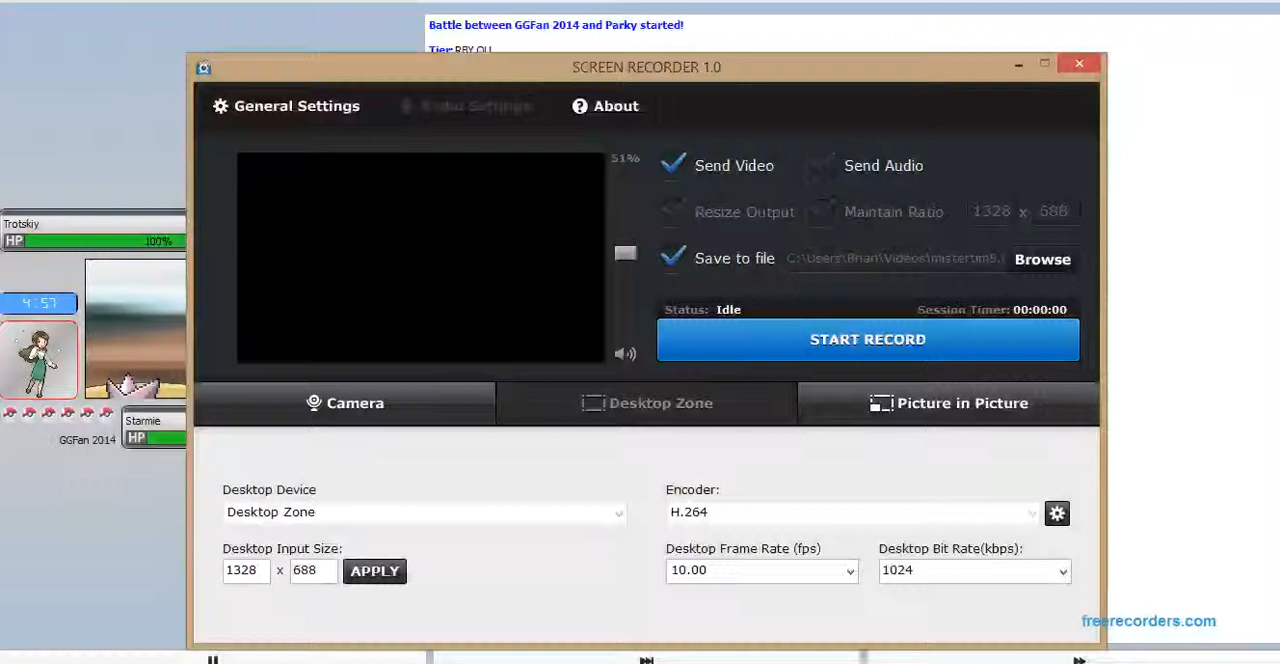 Battle between GGFan 2014 and Parky started!
Tier: RBY OU
SCREEN RECORDER 1.0
General Settings
About
51%
Send Video
Send Audio
Resize Output
Maintain Ratio
1328 x 688
Save to file
C:\Users\Brian\Videos\mistertim5.
Browse
Status: Idle
Session Timer: 00:00:00
START RECORD
Trotskiy
HP 100%
4:57
Starmie
HP
GGFan 2014
Camera
Desktop Zone
Picture in Picture
Desktop Device
Desktop Zone
Encoder:
H.264
Desktop Input Size:
1328 x 688 APPLY
Desktop Frame Rate (fps)
10.00
Desktop Bit Rate(kbps):
1024
freerecorders.com